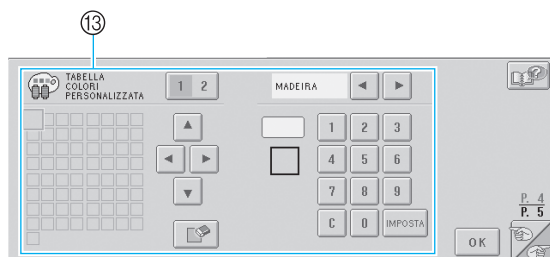 ⑬
TABELLA
COLORI
PERSONALIZZATA
1 2
MADEIRA
1 2 3
4 5 6
7 8 9
C 0 IMPOSTA
P. 4
P. 5
OK